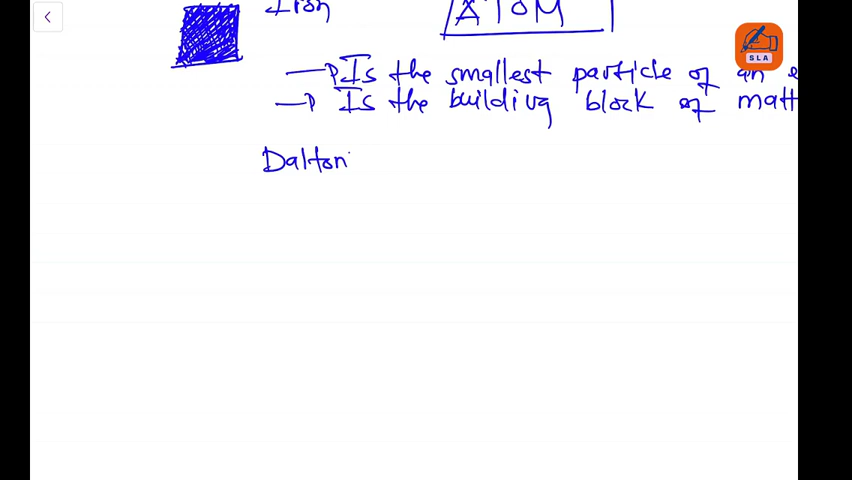 Iron
ATOM
SLA
→ Is the smallest particle of an e
→ Is the building block of matt
Dalton